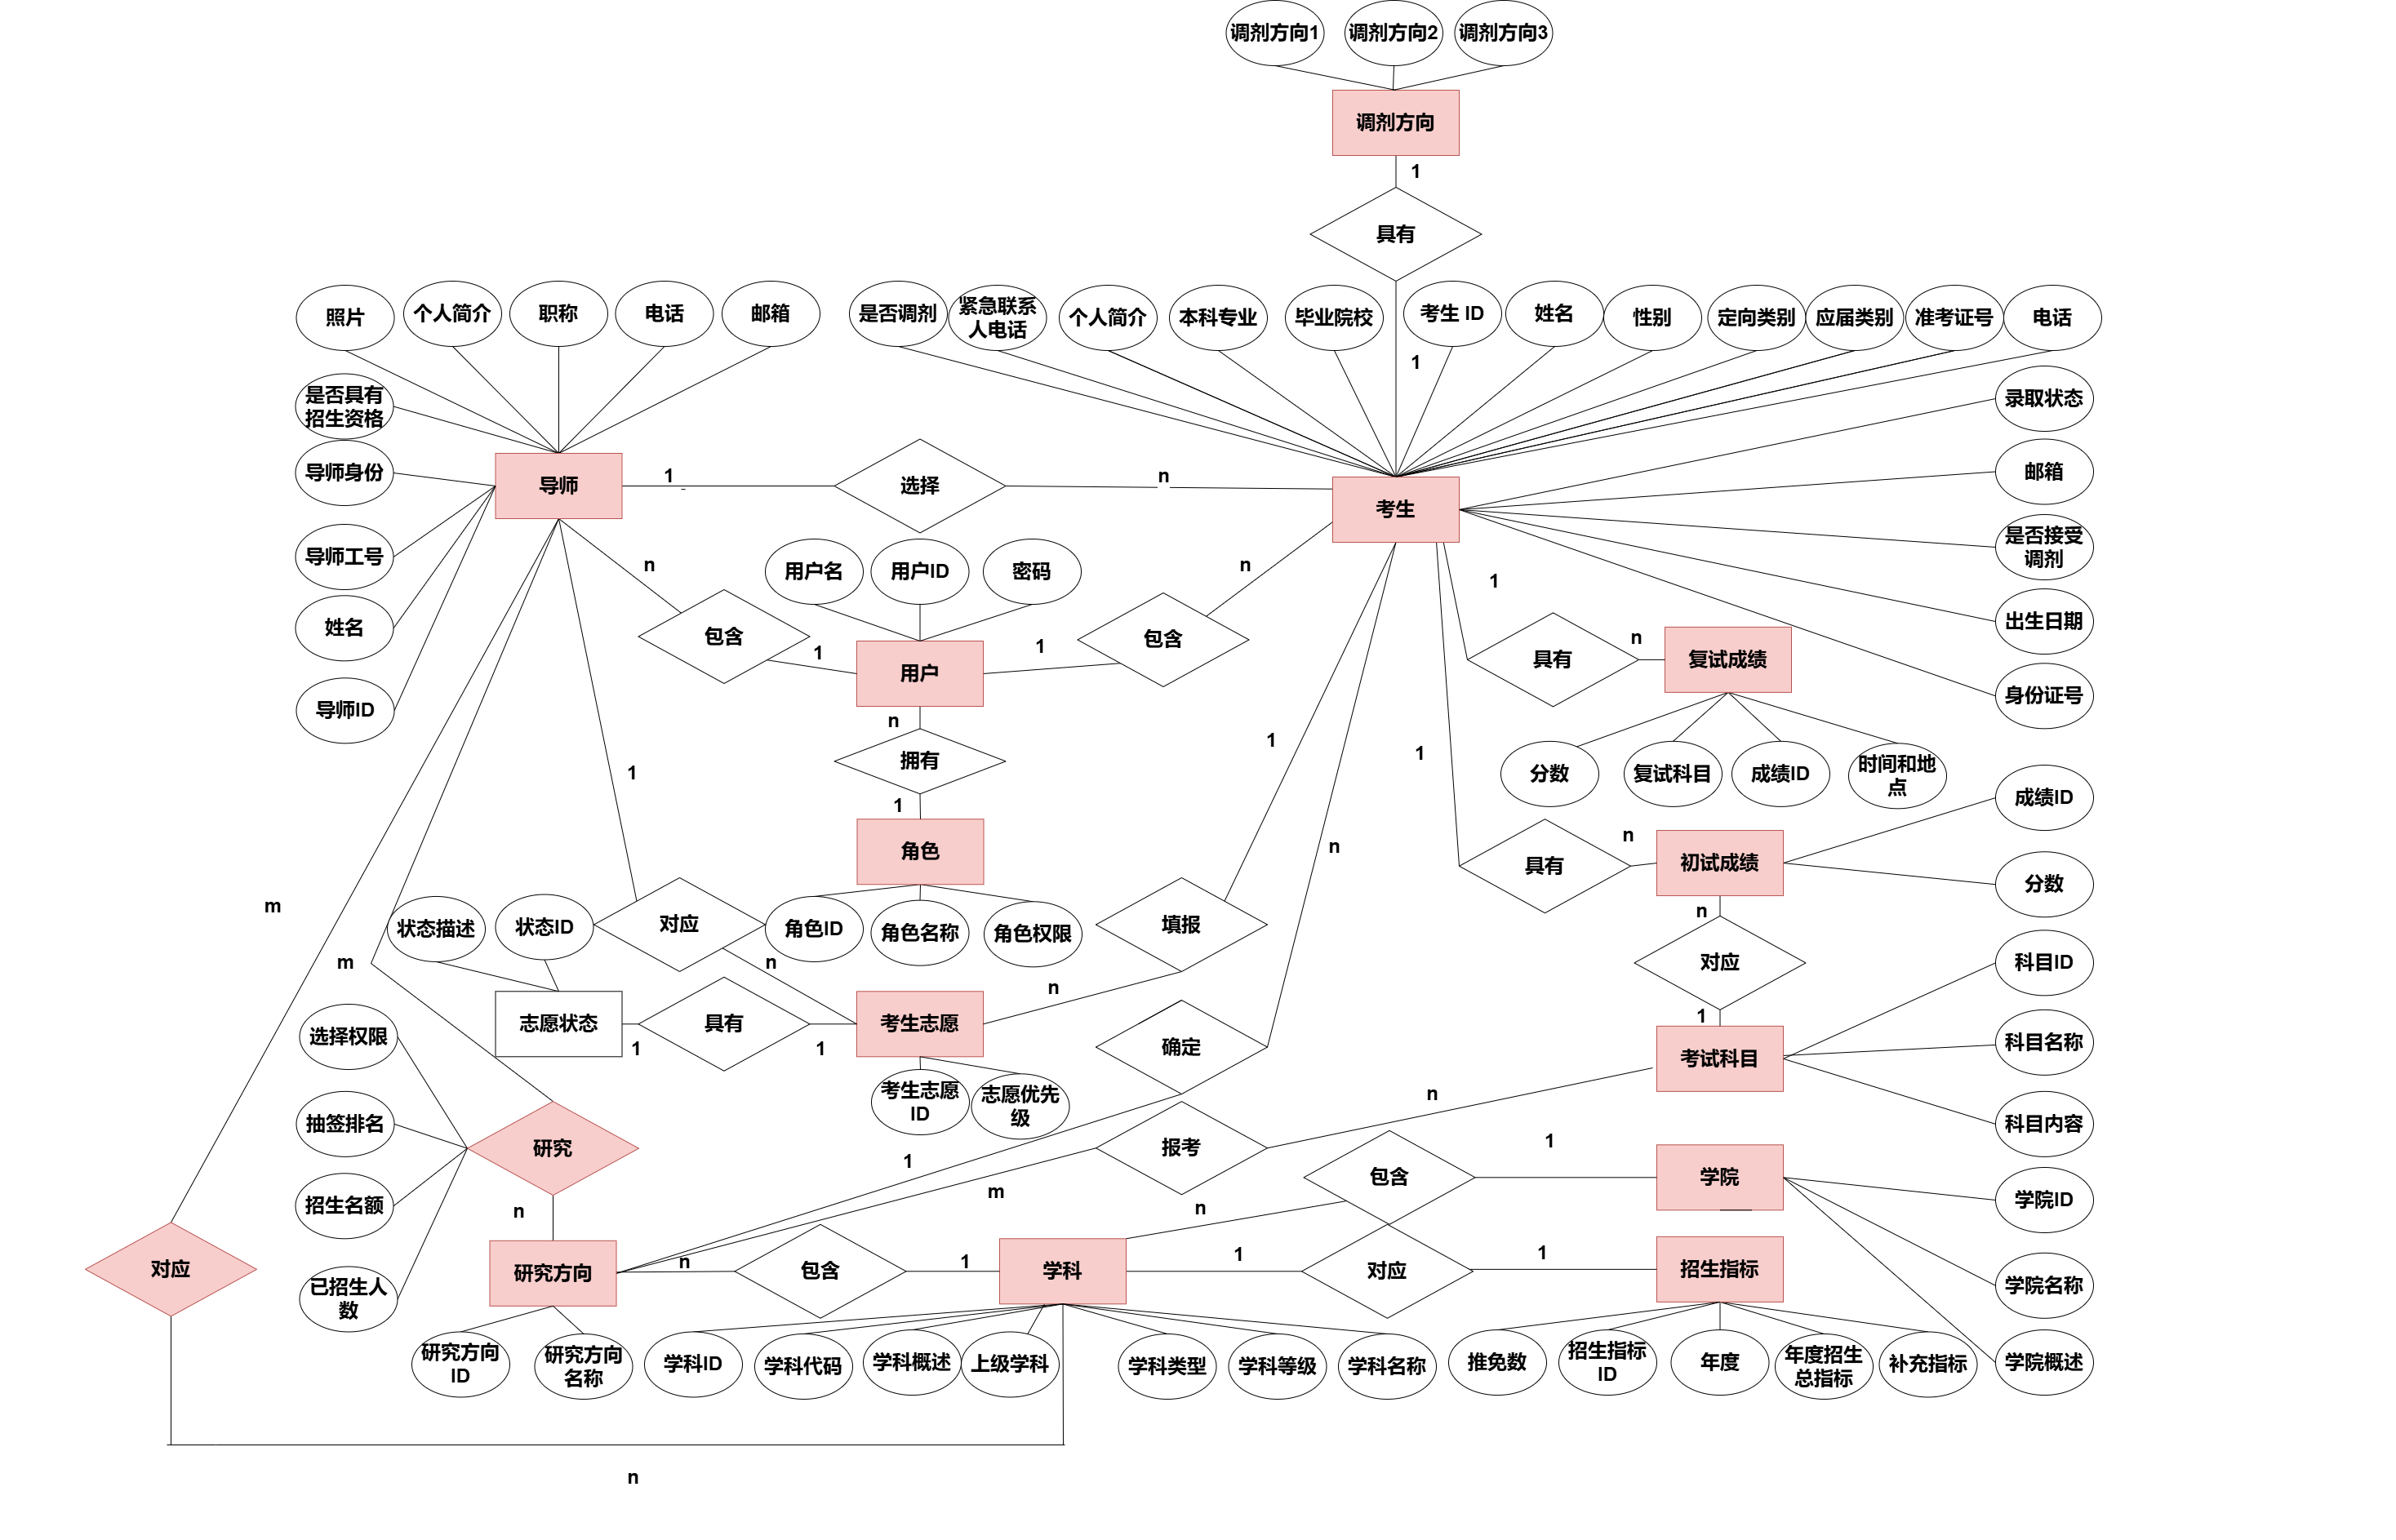 调剂方向1
调剂方向2
调剂方向3
调剂方向
1
具有
照片
个人简介
职称
电话
邮箱
是否调剂
紧急联系
人电话
个人简介
本科专业
毕业院校
考生 ID
姓名
性别
定向类别
应届类别
准考证号
电话
1
是否具有
招生资格
录取状态
导师身份
导师
1
选择
n
考生
邮箱
导师工号
n
用户名
用户ID
密码
n
1
是否接受
调剂
姓名
包含
1
用户
1
包含
具有
n
复试成绩
出生日期
导师ID
身份证号
n
拥有
1
1
1
1
分数
复试科目
成绩ID
时间和地
点
角色
成绩ID
n
具有
n
初试成绩
分数
m
状态描述
状态ID
对应
角色ID
角色名称
角色权限
填报
n
m
n
n
对应
科目ID
志愿状态
1
具有
1
考生志愿
确定
1
考试科目
科目名称
选择权限
考生志愿
ID
志愿优先
级
n
科目内容
抽签排名
研究
1
报考
包含
1
学院
学院ID
招生名额
n
m
n
对应
研究方向
n
包含
1
学科
1
对应
1
招生指标
学院名称
已招生人
数
研究方向
ID
研究方向
名称
学科ID
学科代码
学科概述
上级学科
学科类型
学科等级
学科名称
推免数
招生指标
ID
年度
年度招生
总指标
补充指标
学院概述
n